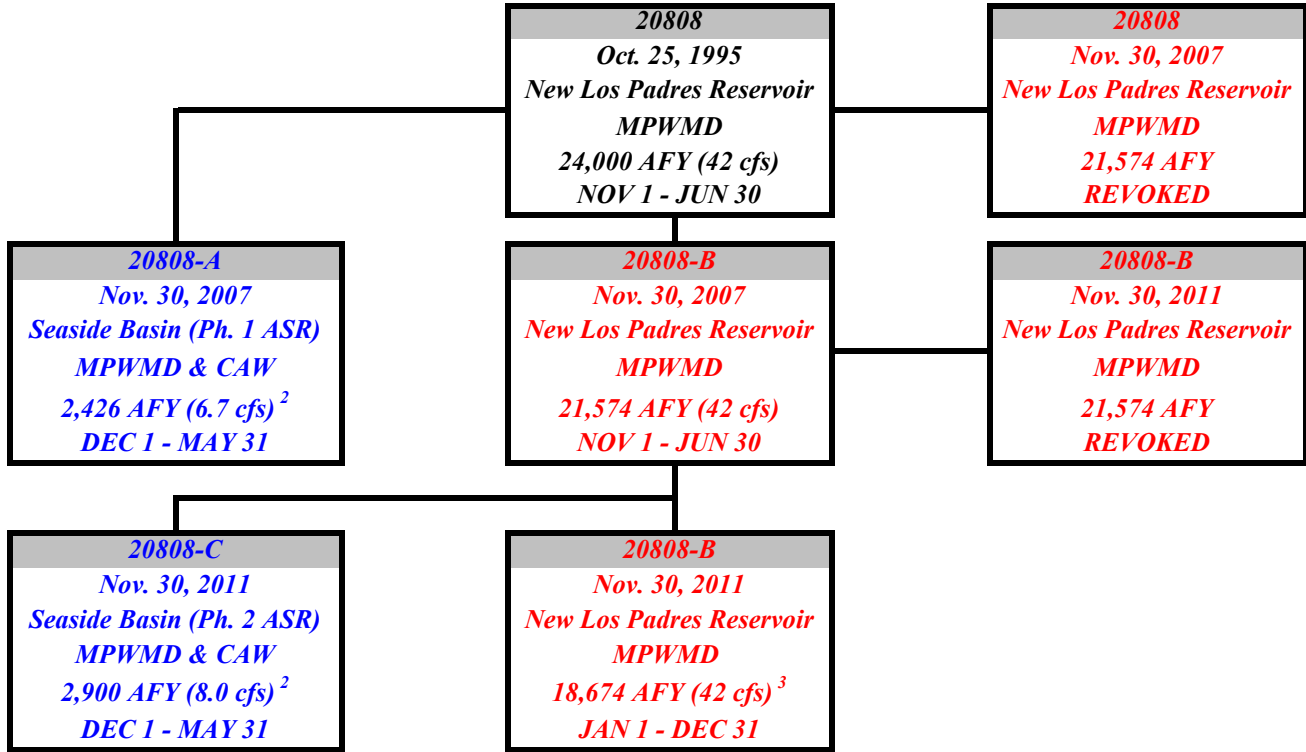 20808
Oct. 25, 1995
New Los Padres Reservoir
MPWMD
24,000 AFY (42 cfs)
NOV 1 - JUN 30
20808
Nov. 30, 2007
New Los Padres Reservoir
MPWMD
21,574 AFY
REVOKED
20808-A
Nov. 30, 2007
Seaside Basin (Ph. 1 ASR)
MPWMD & CAW
2,426 AFY (6.7 cfs) 2
DEC 1 - MAY 31
20808-B
Nov. 30, 2007
New Los Padres Reservoir
MPWMD
21,574 AFY (42 cfs)
NOV 1 - JUN 30
20808-B
Nov. 30, 2011
New Los Padres Reservoir
MPWMD
21,574 AFY
REVOKED
20808-C
Nov. 30, 2011
Seaside Basin (Ph. 2 ASR)
MPWMD & CAW
2,900 AFY (8.0 cfs) 2
DEC 1 - MAY 31
20808-B
Nov. 30, 2011
New Los Padres Reservoir
MPWMD
18,674 AFY (42 cfs) 3
JAN 1 - DEC 31